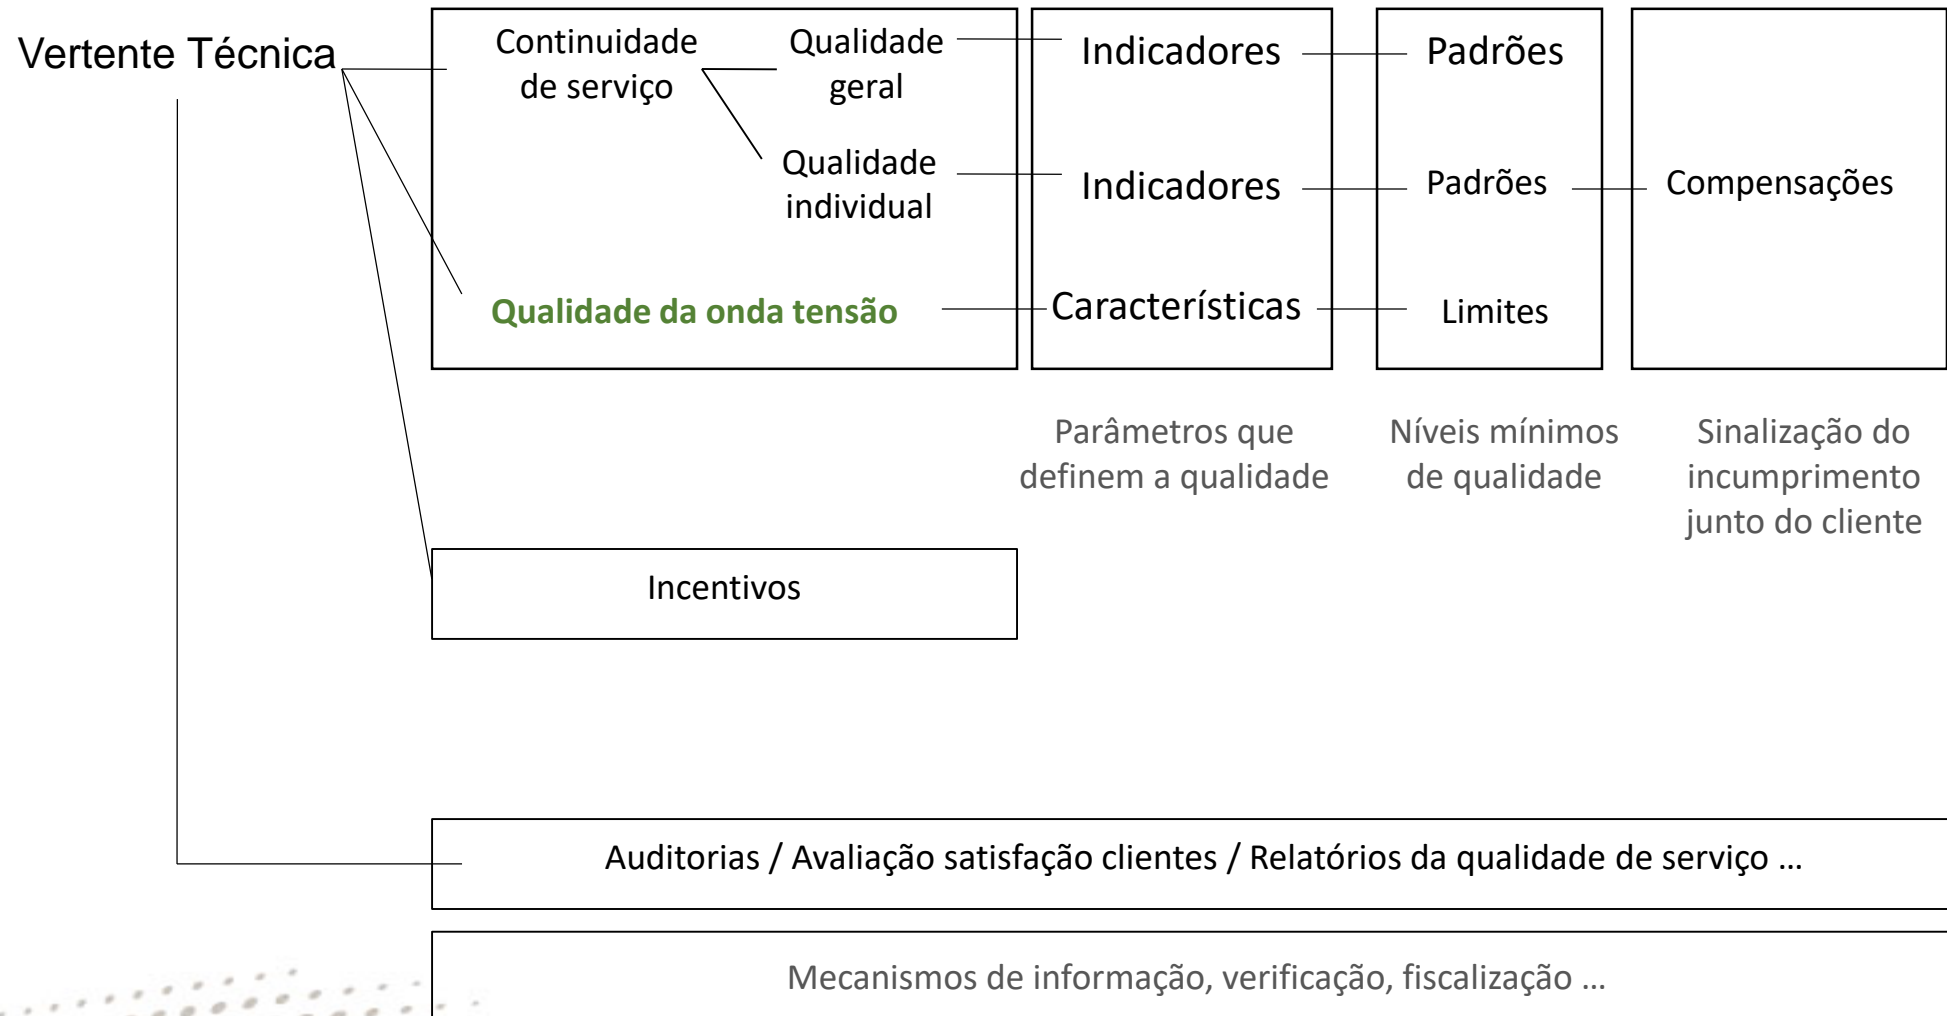 Vertente Técnica
Continuidade
de serviço
Qualidade
geral
Indicadores
Padrões
Qualidade
individual
Indicadores
Padrões
Compensações
Qualidade da onda tensão
Características
Limites
Parâmetros que
definem a qualidade
Níveis mínimos
de qualidade
Sinalização do
incumprimento
junto do cliente
Incentivos
Auditorias / Avaliação satisfação clientes / Relatórios da qualidade de serviço ...
Mecanismos de informação, verificação, fiscalização ...